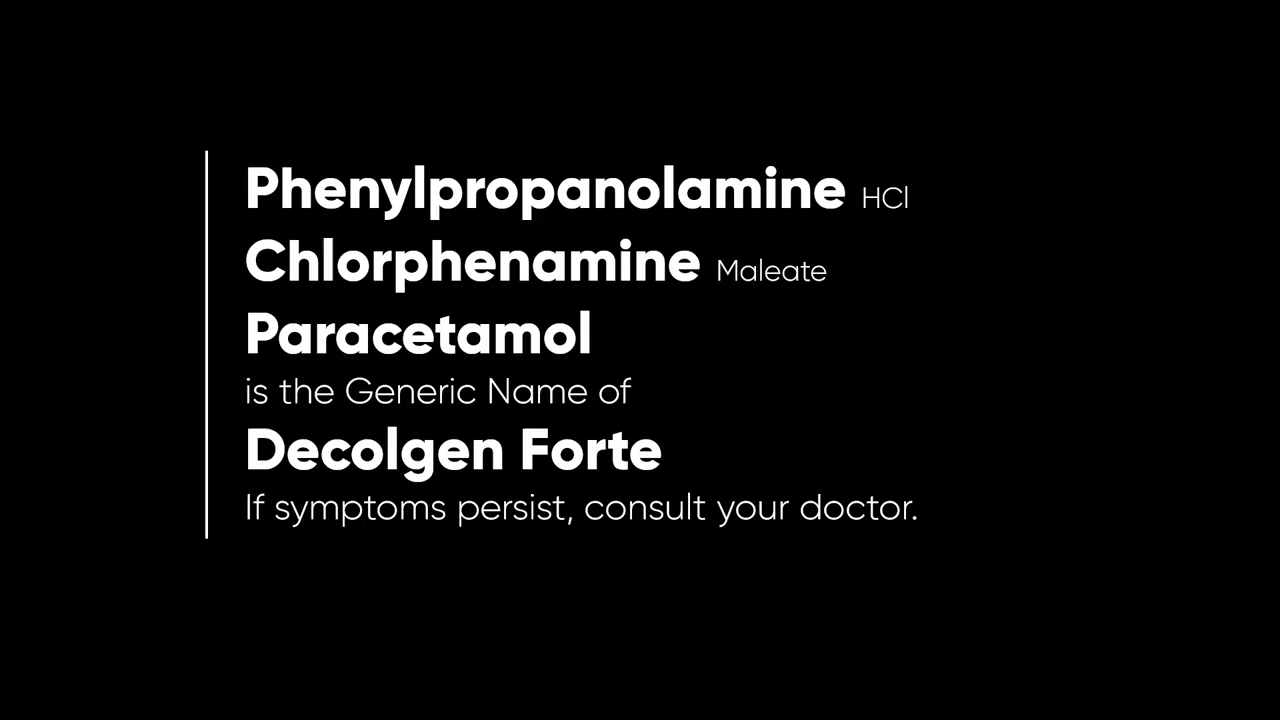 Phenylpropanolamine HCl
Chlorphenamine Maleate
Paracetamol
is the Generic Name of
Decolgen Forte
If symptoms persist, consult your doctor.